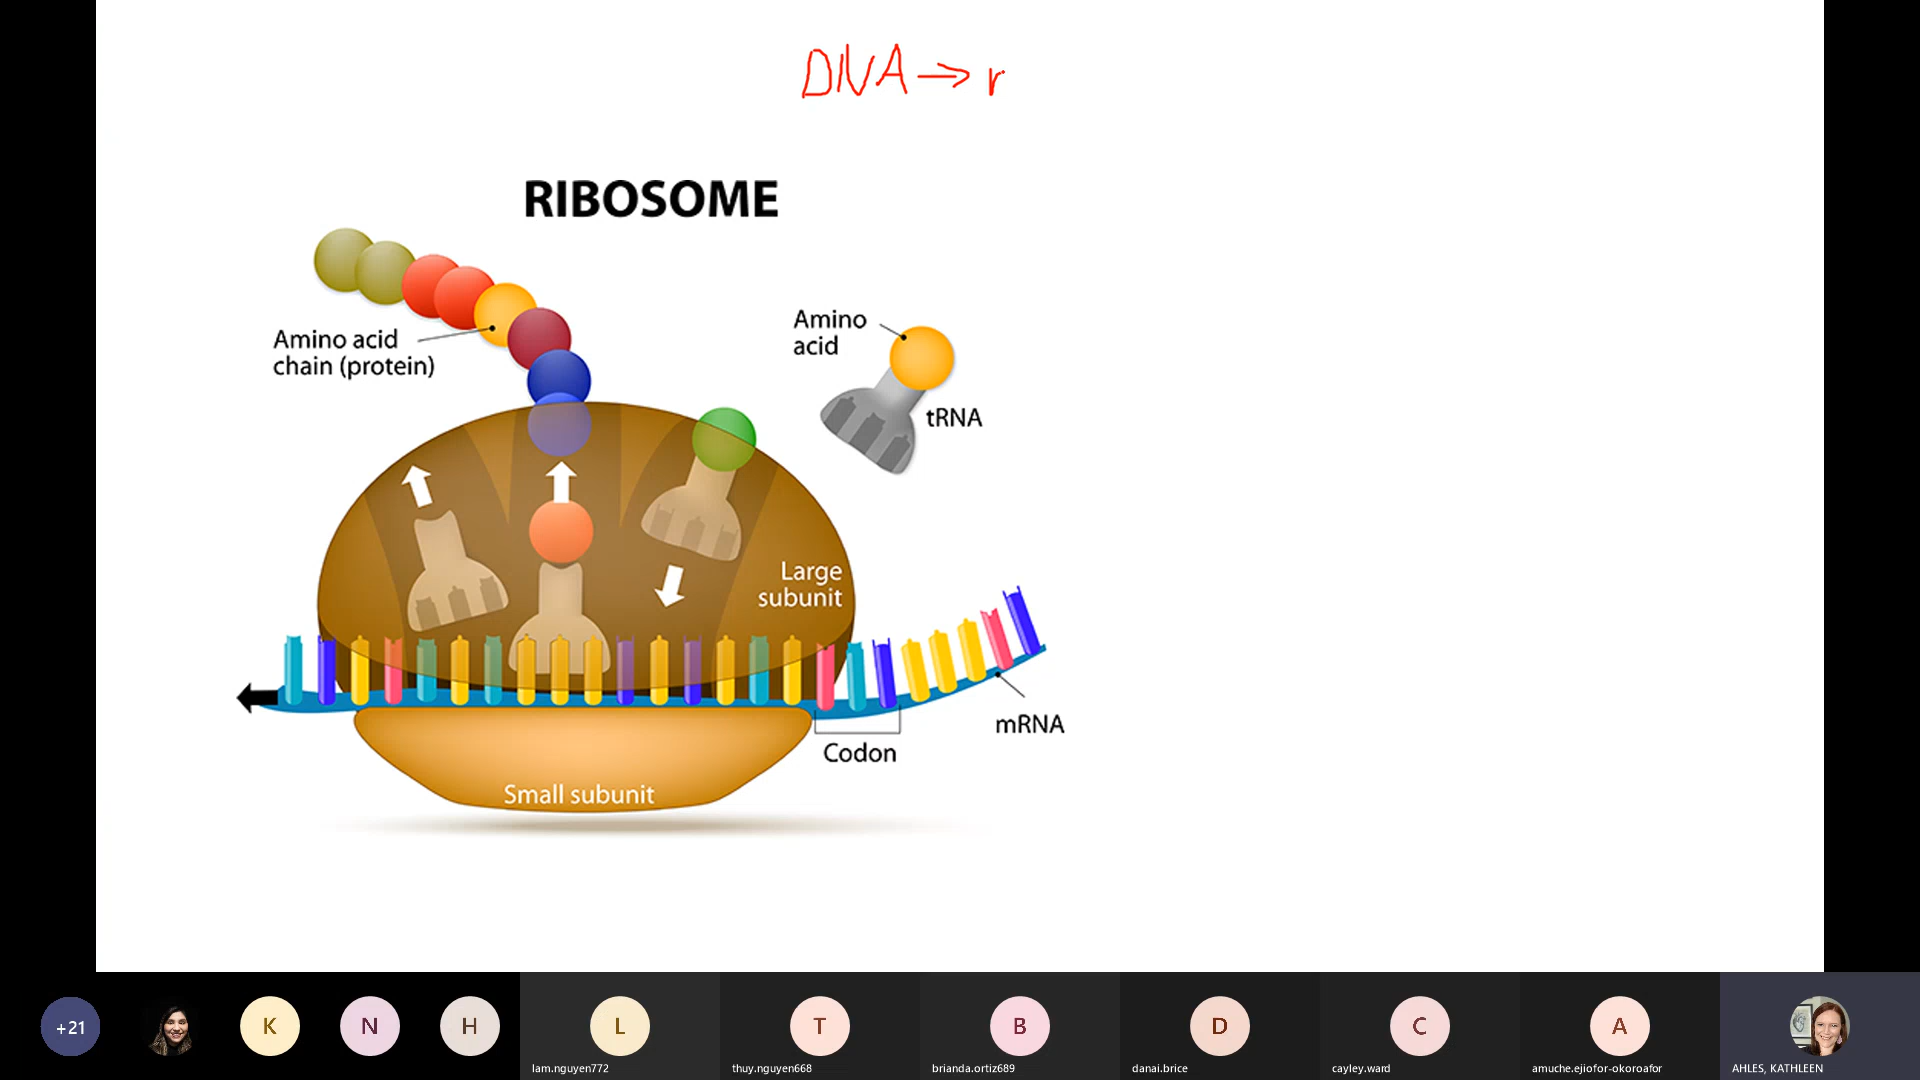 DNA → r
RIBOSOME
Amino acid
chain (protein)
Amino
acid
tRNA
Large
subunit
mRNA
Codon
Small subunit
+21
K
N
H
L
T
B
D
C
A
lam.nguyen772
thuy.nguyen668
brianda.ortiz689
danai.brice
cayley.ward
amuche.ejiofor-okoroafor
AHLES, KATHLEEN